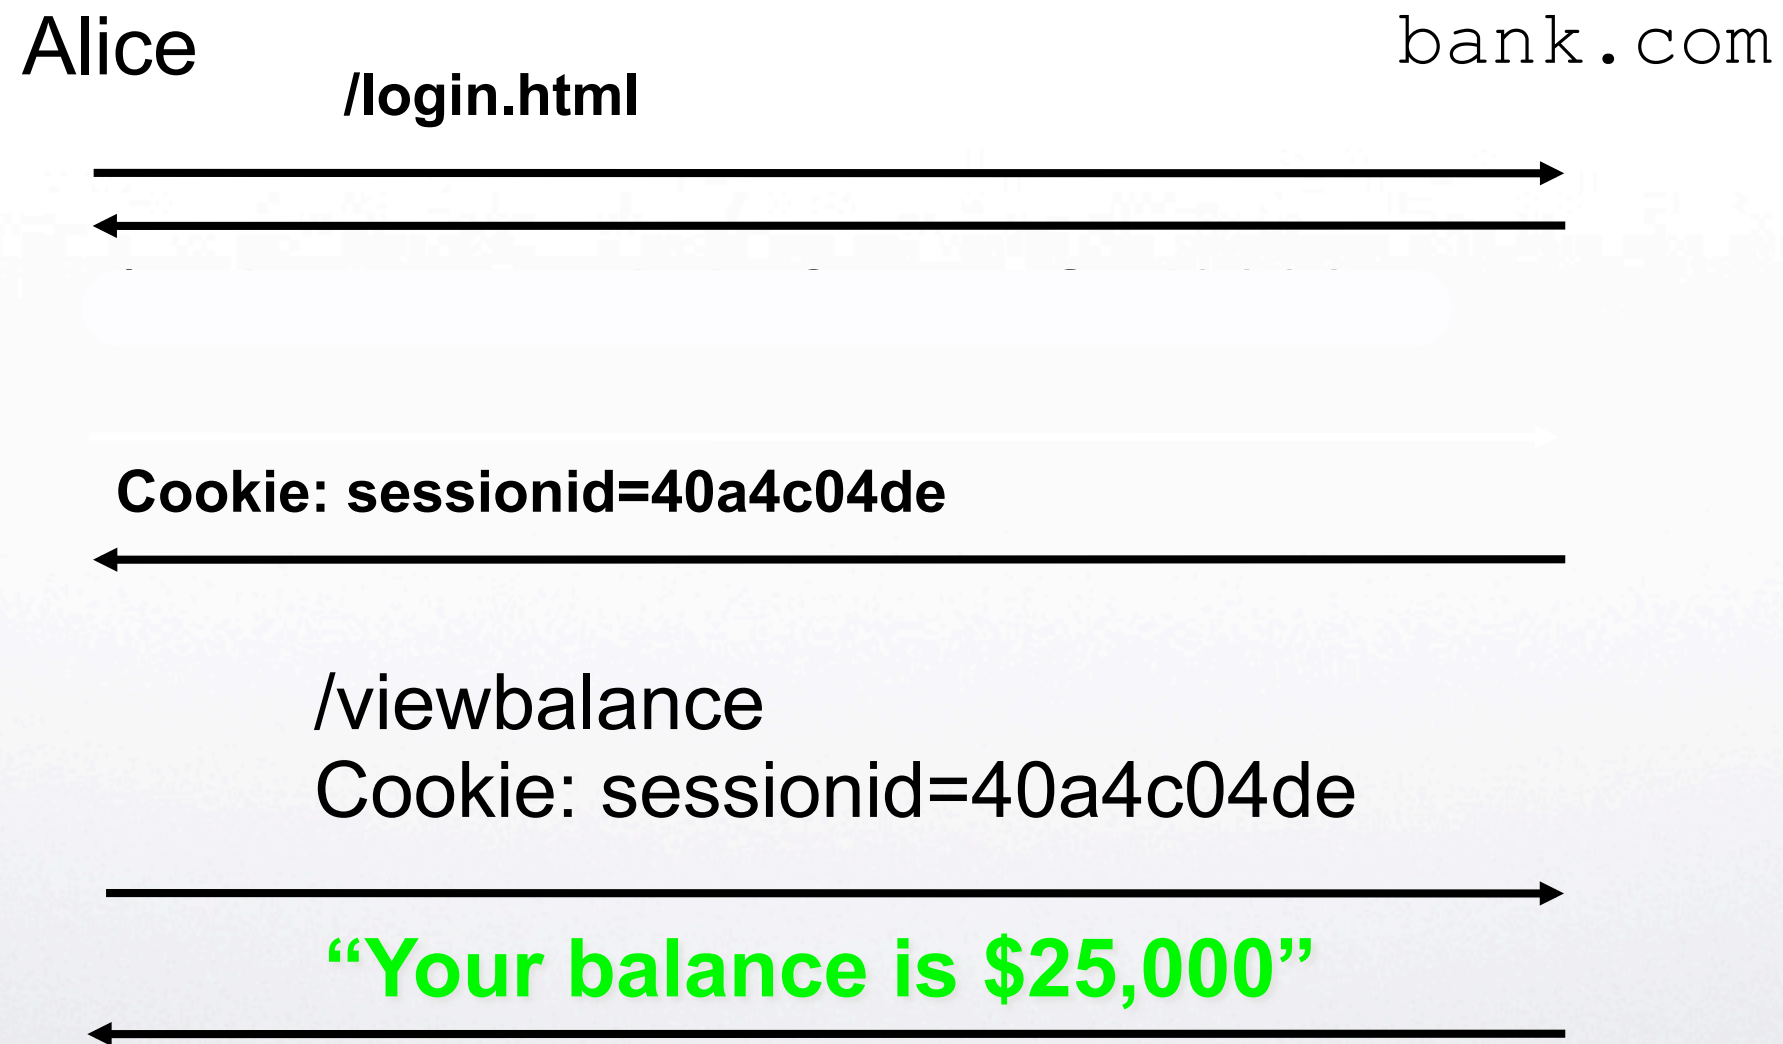 Alice
bank.com
/login.html
Cookie: sessionid=40a4c04de
/viewbalance
Cookie: sessionid=40a4c04de
“Your balance is $25,000”